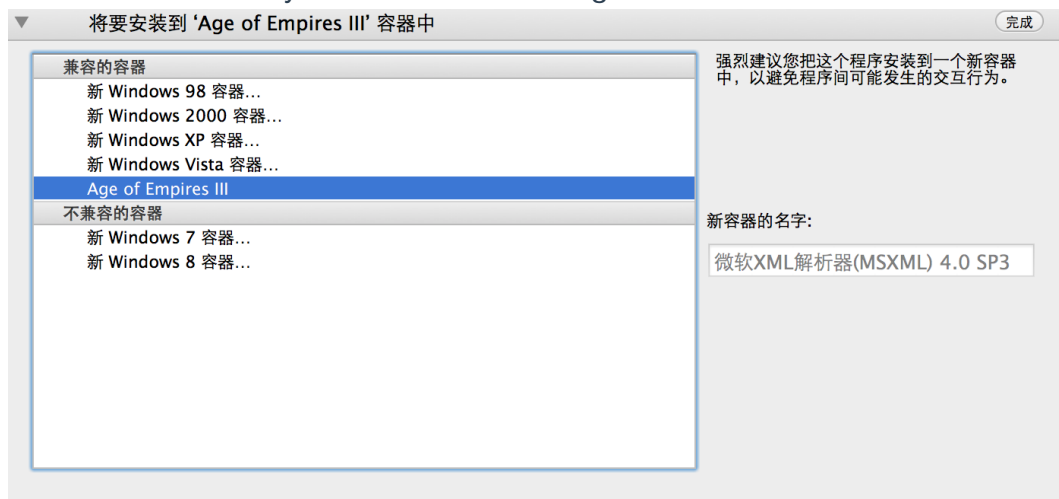 将要安装到 ‘Age of Empires III’ 容器中
完成
兼容的容器
新 Windows 98 容器...
新 Windows 2000 容器...
新 Windows XP 容器...
新 Windows Vista 容器...
Age of Empires III
不兼容的容器
新 Windows 7 容器...
新 Windows 8 容器...
强烈建议您把这个程序安装到一个新容器
中，以避免程序间可能发生的交互行为。
新容器的名字:
微软XML解析器(MSXML) 4.0 SP3